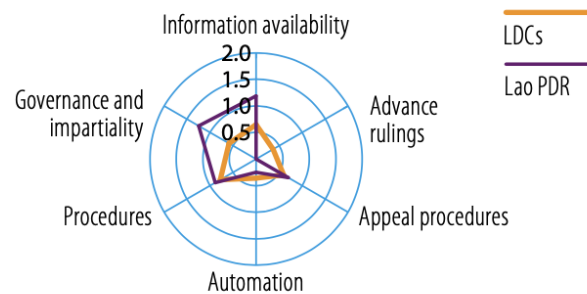 Information availability
2.0
1.5
1.0
0.5
LDCs
Lao PDR
Governance and
impartiality
Advance
rulings
Procedures
Appeal procedures
Automation